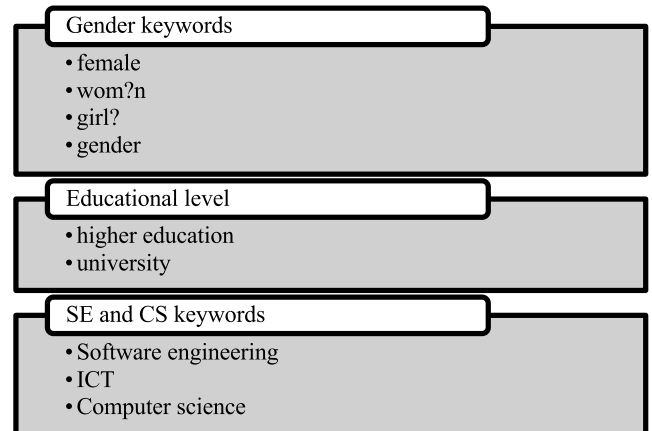 Gender keywords
• female
• wom?n
• girl?
• gender
Educational level
• higher education
• university
SE and CS keywords
• Software engineering
• ICT
• Computer science